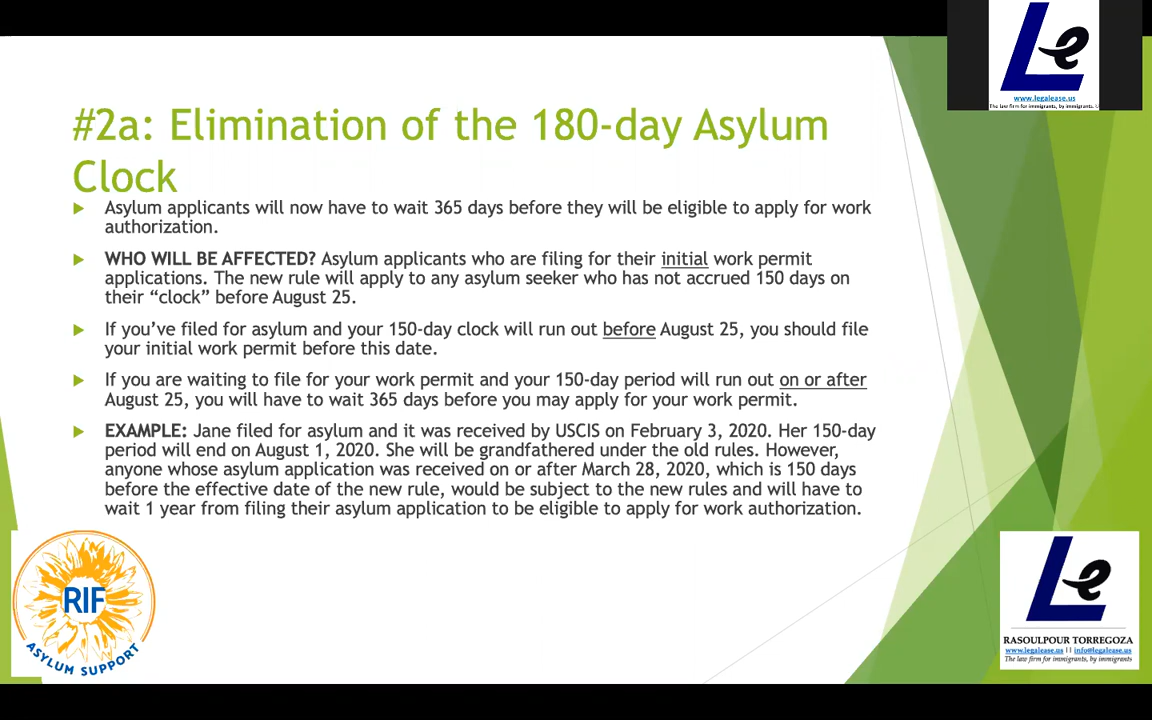 Le
www.legalease.us
The law firm for immigrants, by immigrants.
#2a: Elimination of the 180-day Asylum
Clock
Asylum applicants will now have to wait 365 days before they will be eligible to apply for work
authorization.
WHO WILL BE AFFECTED? Asylum applicants who are filing for their initial work permit
applications. The new rule will apply to any asylum seeker who has not accrued 150 days on
their “clock” before August 25.
If you’ve filed for asylum and your 150-day clock will run out before August 25, you should file
your initial work permit before this date.
If you are waiting to file for your work permit and your 150-day period will run out on or after
August 25, you will have to wait 365 days before you may apply for your work permit.
EXAMPLE: Jane filed for asylum and it was received by USCIS on February 3, 2020. Her 150-day
period will end on August 1, 2020. She will be grandfathered under the old rules. However,
anyone whose asylum application was received on or after March 28, 2020, which is 150 days
before the effective date of the new rule, would be subject to the new rules and will have to
wait 1 year from filing their asylum application to be eligible to apply for work authorization.
RIF
ASYLUM SUPPORT
Le
RASOULPOUR TORREGOZA
www.legalease.us || info@legalease.us
The law firm for immigrants, by immigrants